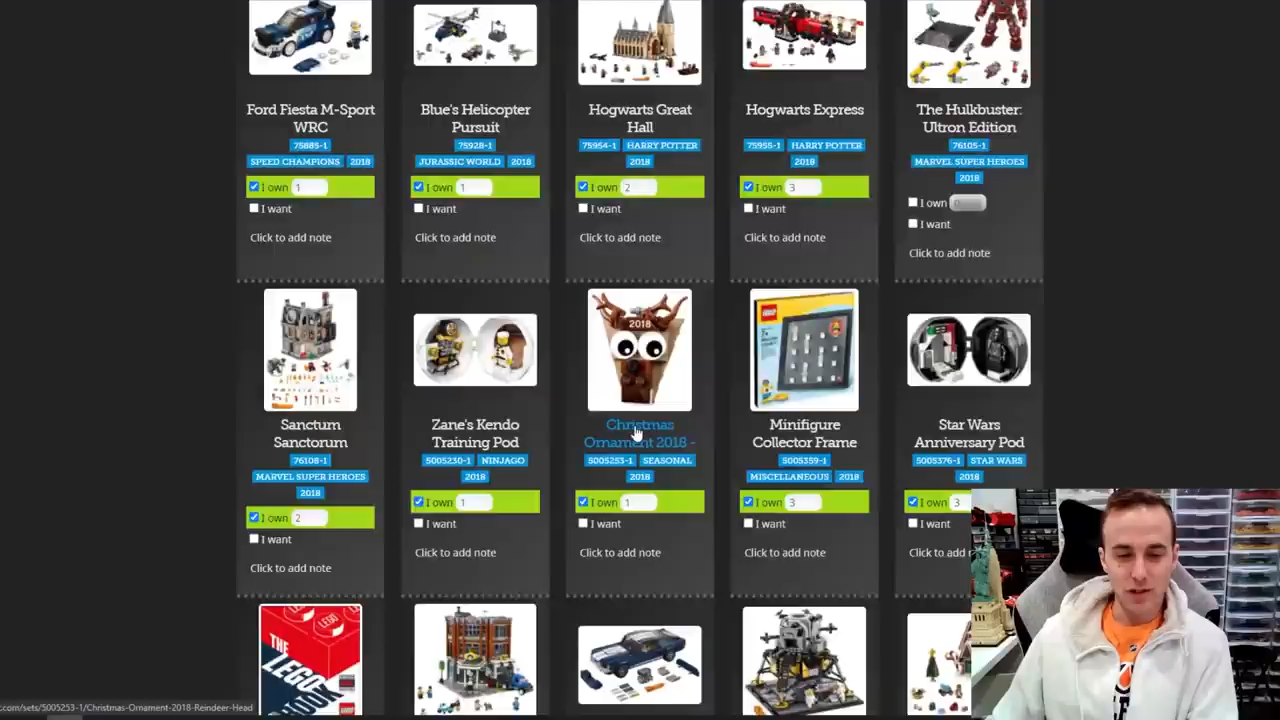 Ford Fiesta M-Sport WRC
75885-1
SPEED CHAMPIONS 2018
I own 1
I want
Click to add note
Blue's Helicopter Pursuit
75928-1
JURASSIC WORLD 2018
I own 1
I want
Click to add note
Hogwarts Great Hall
75954-1 HARRY POTTER
2018
I own 2
I want
Click to add note
Hogwarts Express
75955-1 HARRY POTTER
2018
I own 3
I want
Click to add note
The Hulkbuster: Ultron Edition
76105-1
MARVEL SUPER HEROES
2018
I own
I want
Click to add note
Sanctum Sanctorum
76108-1
MARVEL SUPER HEROES
2018
I own 2
I want
Click to add note
Zane's Kendo Training Pod
5005230-1 NINJAGO
2018
I own 1
I want
Click to add note
2018
Christmas Ornament 2018 -
5005253-1 SEASONAL
2018
I own 1
I want
Click to add note
LEGO
Minifigure Collector Frame
5005359-1
MISCELLANEOUS 2018
I own 3
I want
Click to add note
Star Wars Anniversary Pod
5005376-1 STAR WARS
2018
I own 3
I want
Click to add
LEGO
THE
LEGO
.com/sets/5005253-1/Christmas-Ornament-2018-Reindeer-Head